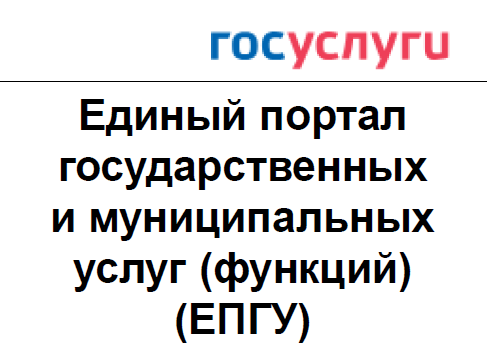 госуслуги
Единый портал
государственных
и муниципальных
услуг (функций)
(ЕПГУ)